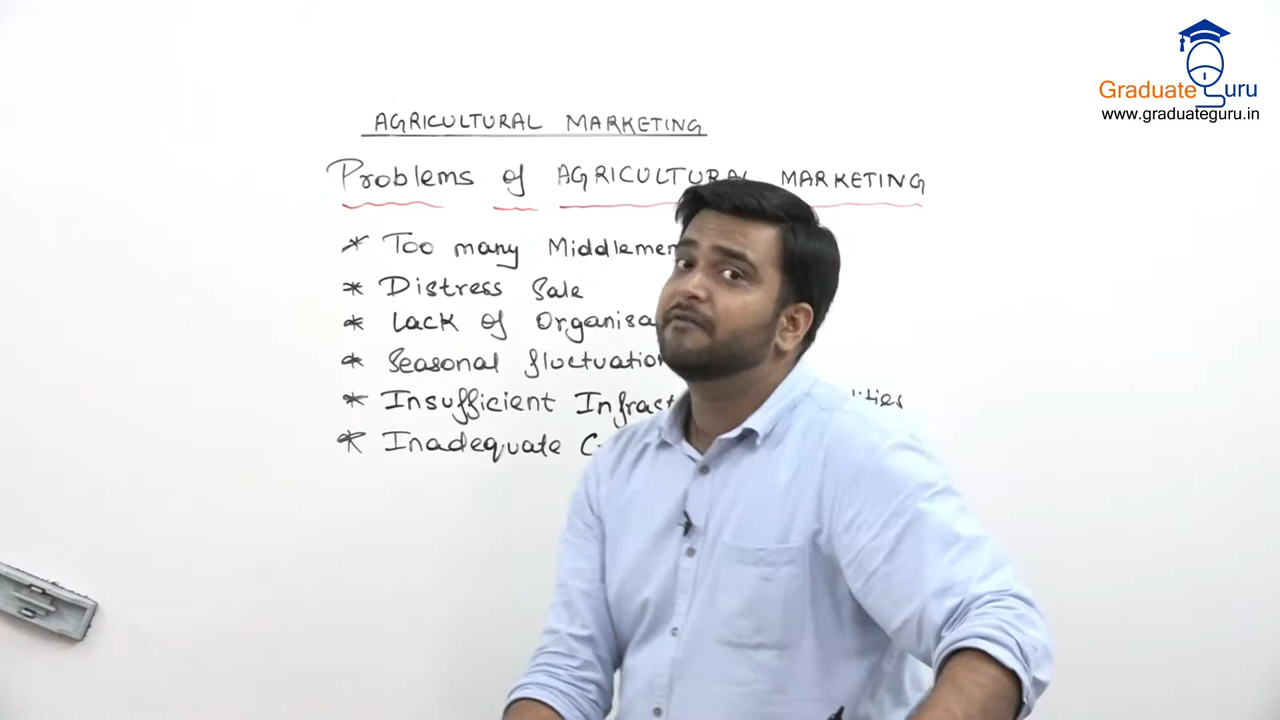 Graduate Guru
www.graduateguru.in
AGRICULTURAL MARKETING
Problems of AGRICULTURAL MARKETING
* Too many Middlemen
* Distress Sale
* Lack of Organisa
* Seasonal fluctuation
* Insufficient Infrast
* Inadequate